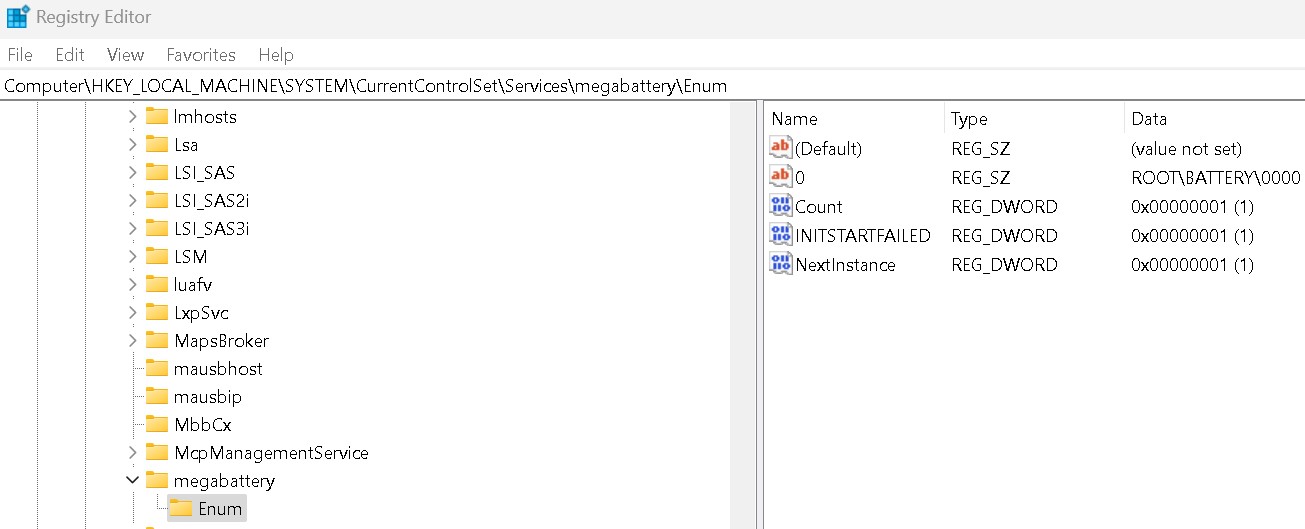 Registry Editor
File Edit View Favorites Help
Computer\HKEY_LOCAL_MACHINE\SYSTEM\CurrentControlSet\Services\megabattery\Enum
lmhosts
Lsa
LSI_SAS
LSI_SAS2i
LSI_SAS3i
LSM
luafv
LxpSvc
MapsBroker
mausbhost
mausbip
MbbCx
McpManagementService
megabattery
Enum
Name Type Data
(Default) REG_SZ (value not set)
0 REG_SZ ROOT\BATTERY\0000
Count REG_DWORD 0x00000001 (1)
INITSTARTFAILED REG_DWORD 0x00000001 (1)
NextInstance REG_DWORD 0x00000001 (1)